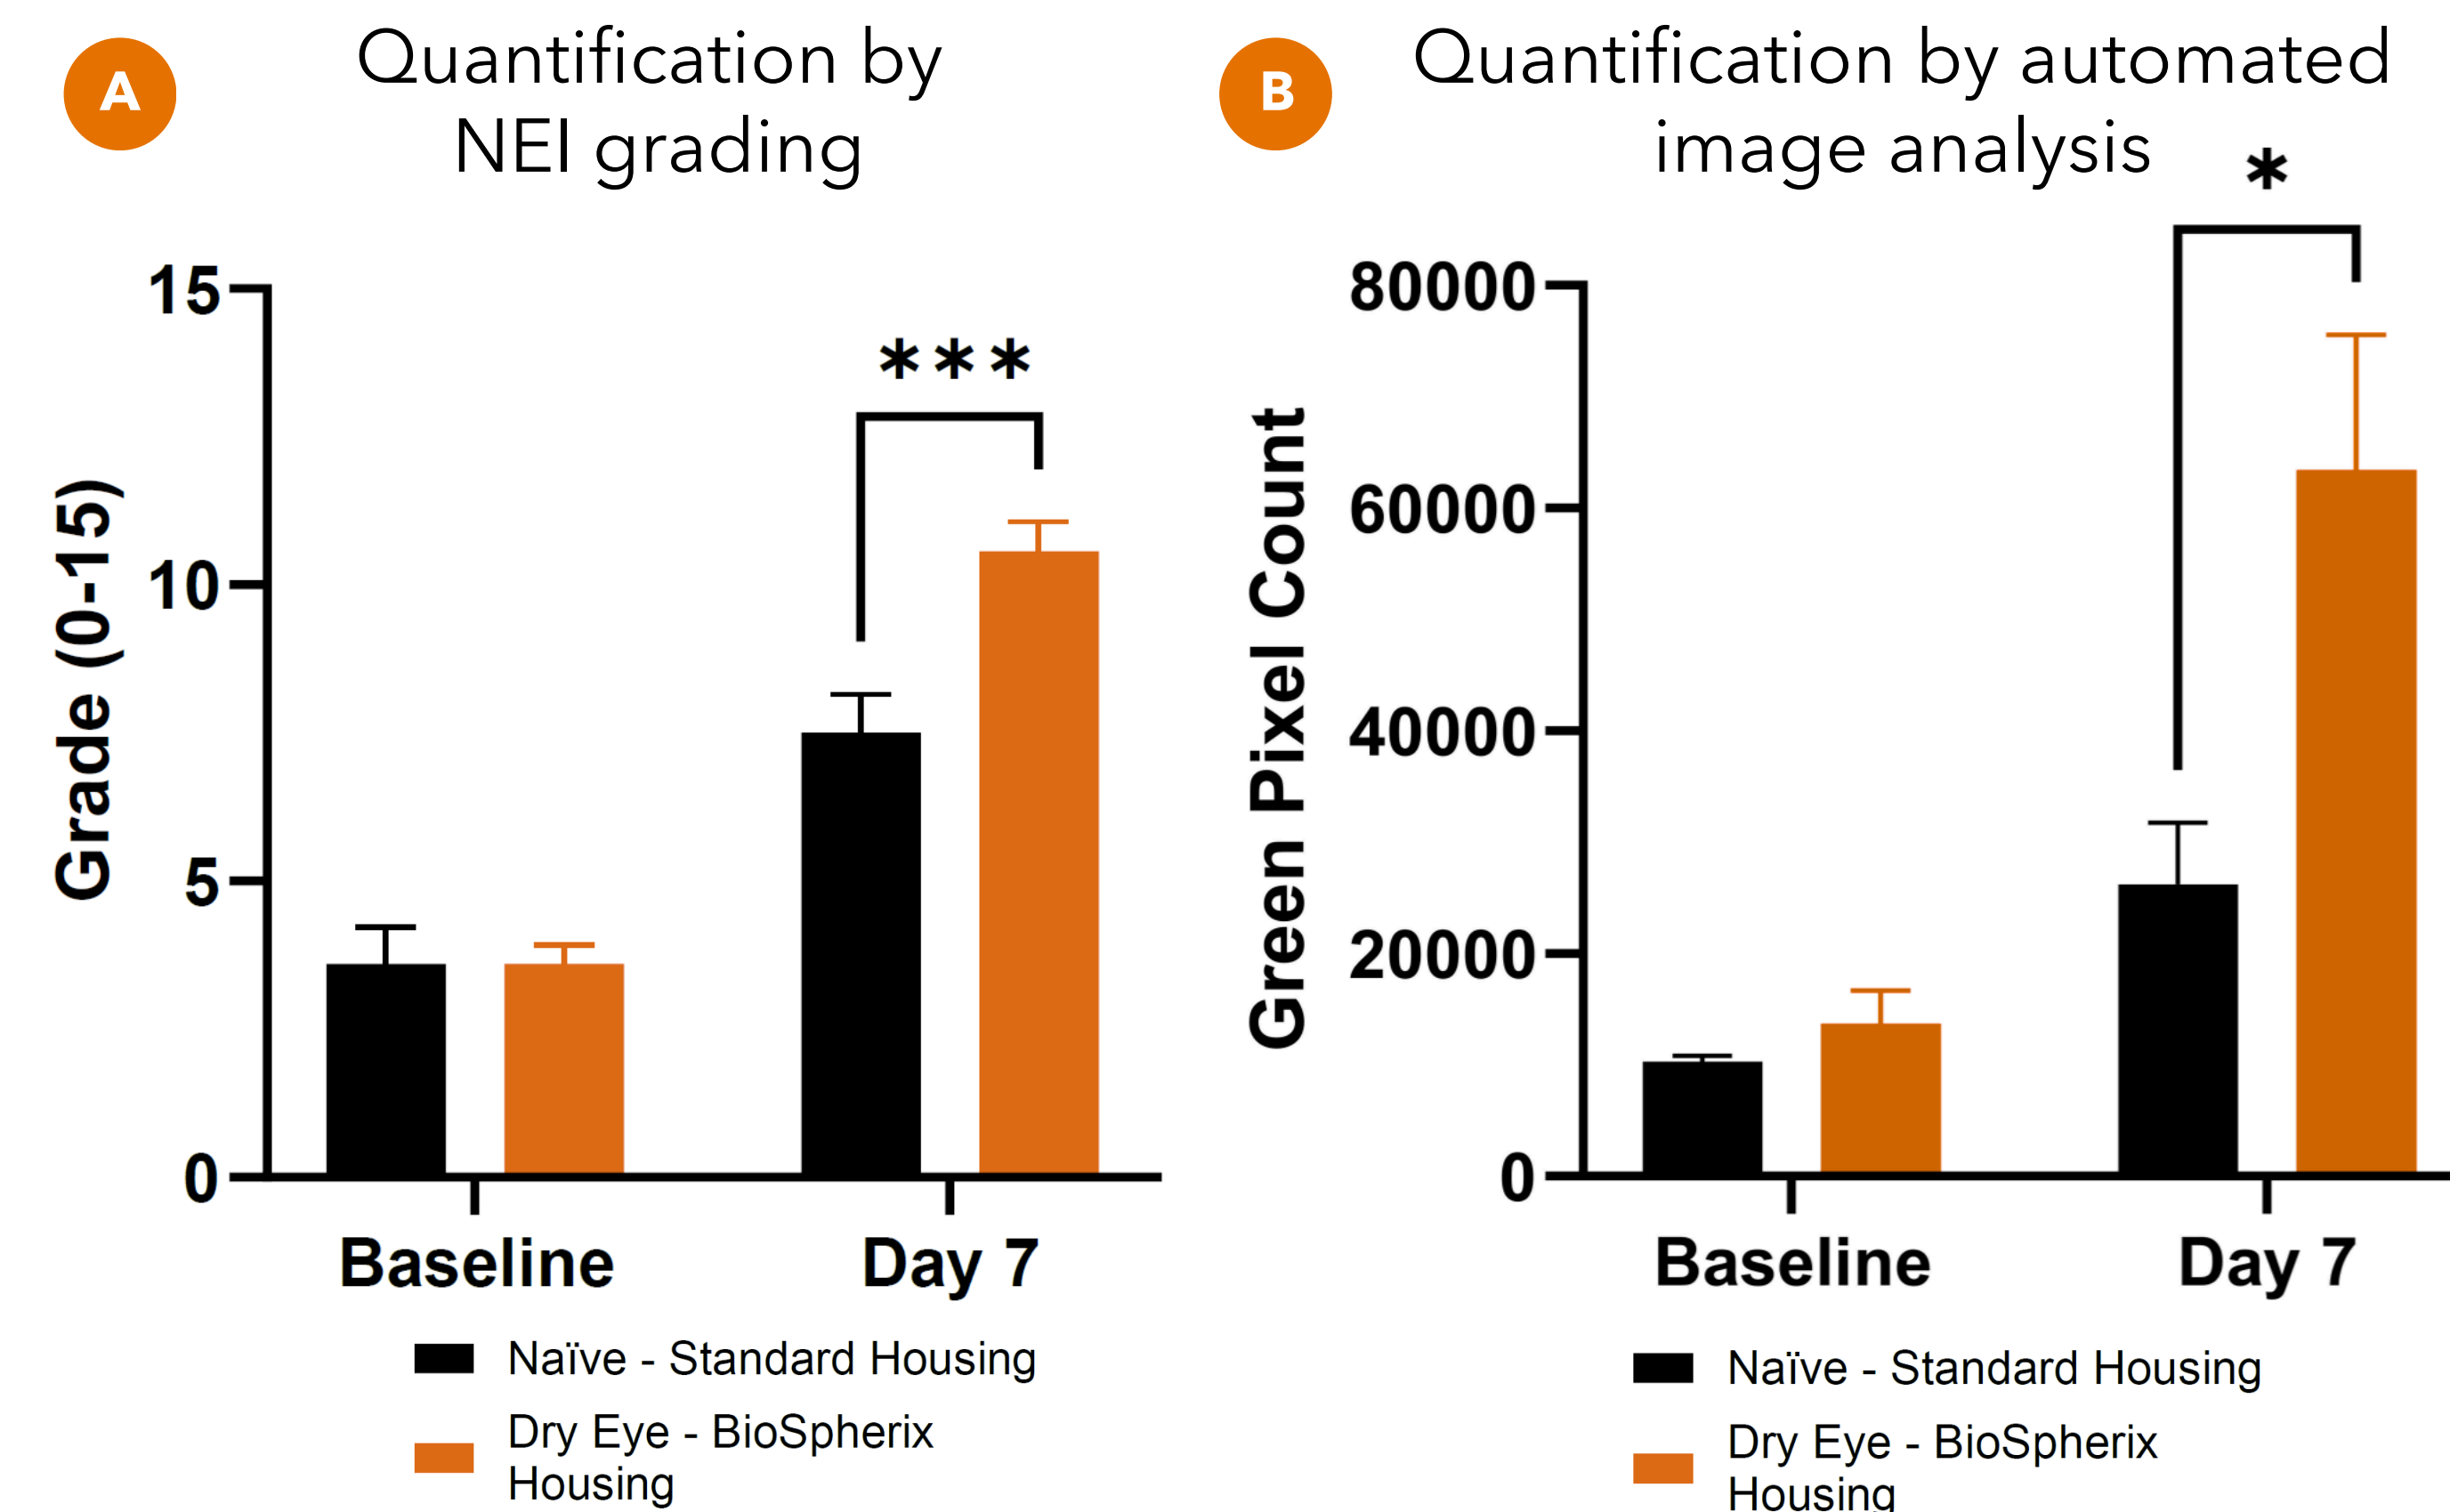 A
Quantification by
NEI grading
15
10
5
0
Grade (0-15)
***
Baseline
Day 7
Naïve - Standard Housing
Dry Eye - BioSpherix
Housing
B
Quantification by automated
image analysis
*
80000
60000
40000
20000
0
Green Pixel Count
Baseline
Day 7
Naïve - Standard Housing
Dry Eye - BioSpherix
Housing